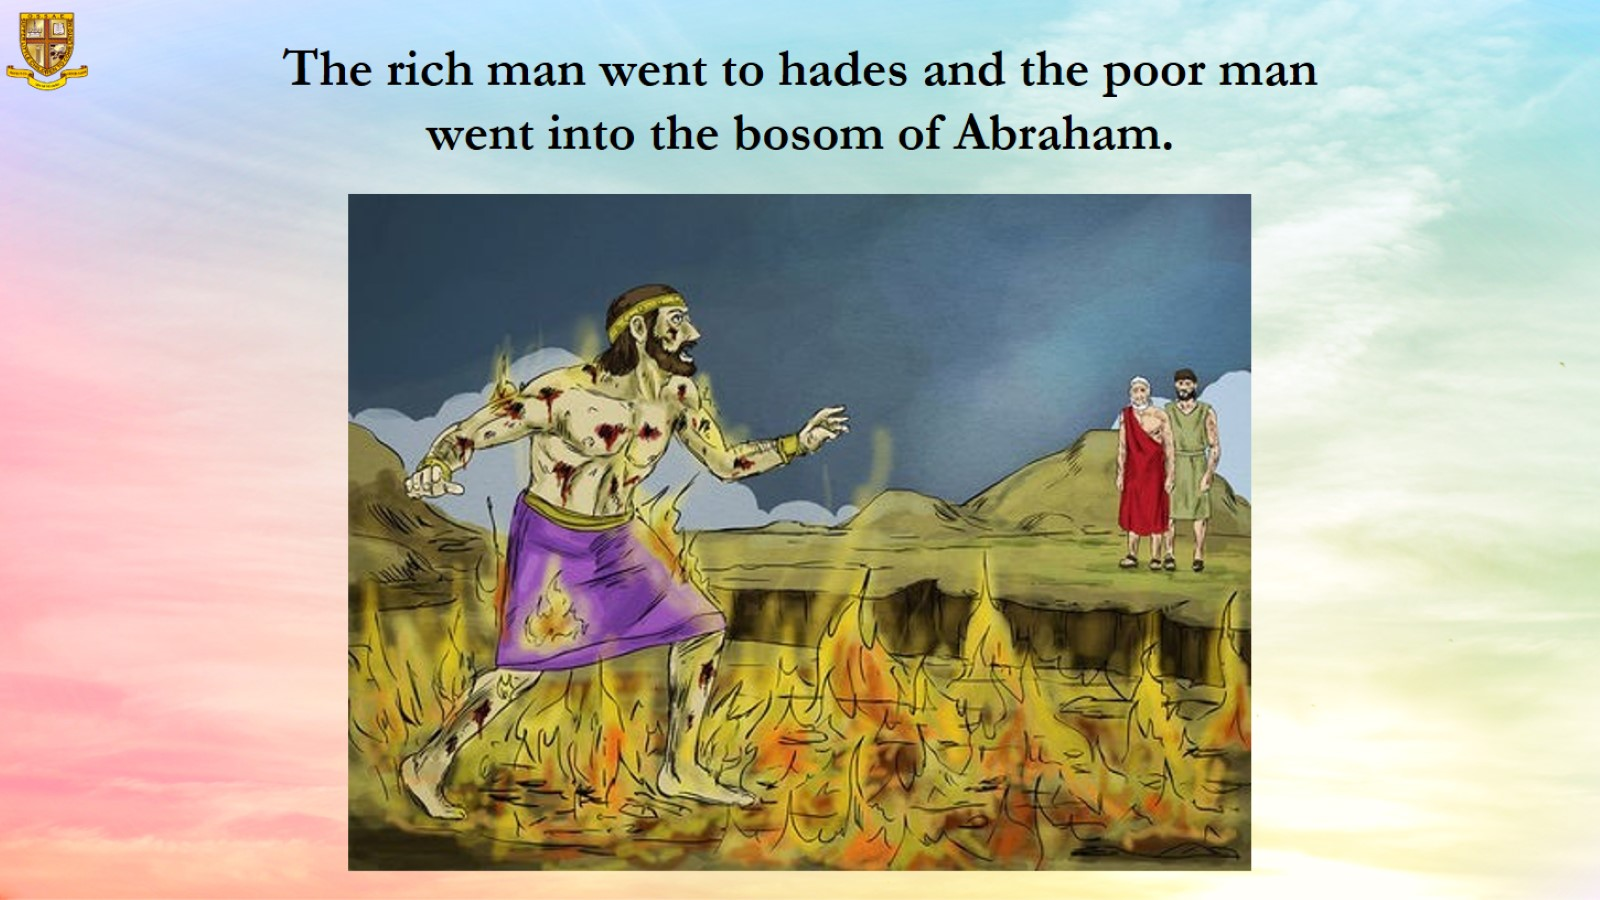 O.S.S.A.E.
The rich man went to hades and the poor man
went into the bosom of Abraham.